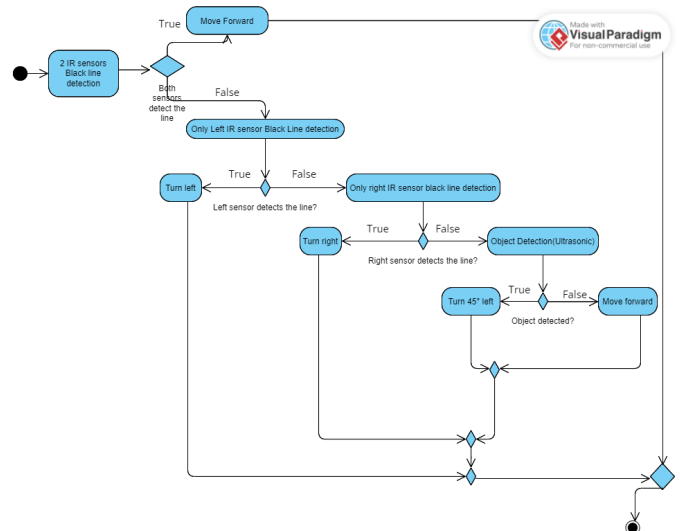 True
Move Forward
Made with
Visual Paradigm
For non-commercial use
2 IR sensors
Black line
detection
Both
sensors
detect the
line
False
Only Left IR sensor Black Line detection
True
False
Turn left
Only right IR sensor black line detection
Left sensor detects the line?
True
False
Turn right
Object Detection(Ultrasonic)
Right sensor detects the line?
True
False
Turn 45° left
Move forward
Object detected?